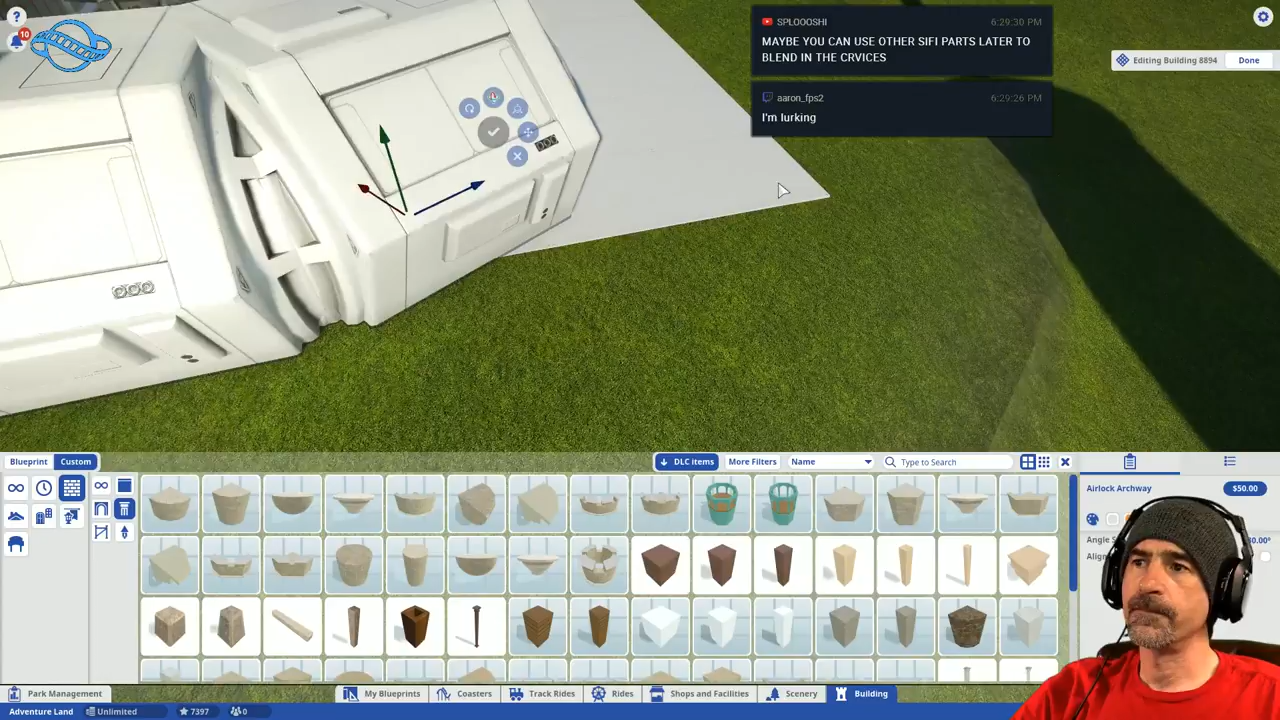 ?
10
SPLOOOSHI 6:29:30 PM
MAYBE YOU CAN USE OTHER SIFI PARTS LATER TO
BLEND IN THE CRVICES
aaron_fps2 6:29:26 PM
I'm lurking
Editing Building 8894 Done
Blueprint Custom DLC items More Filters Name Type to Search
Airlock Archway $50.00
Angle S
Align
Park Management My Blueprints Coasters Track Rides Rides Shops and Facilities Scenery Building
Adventure Land Unlimited 7397 0